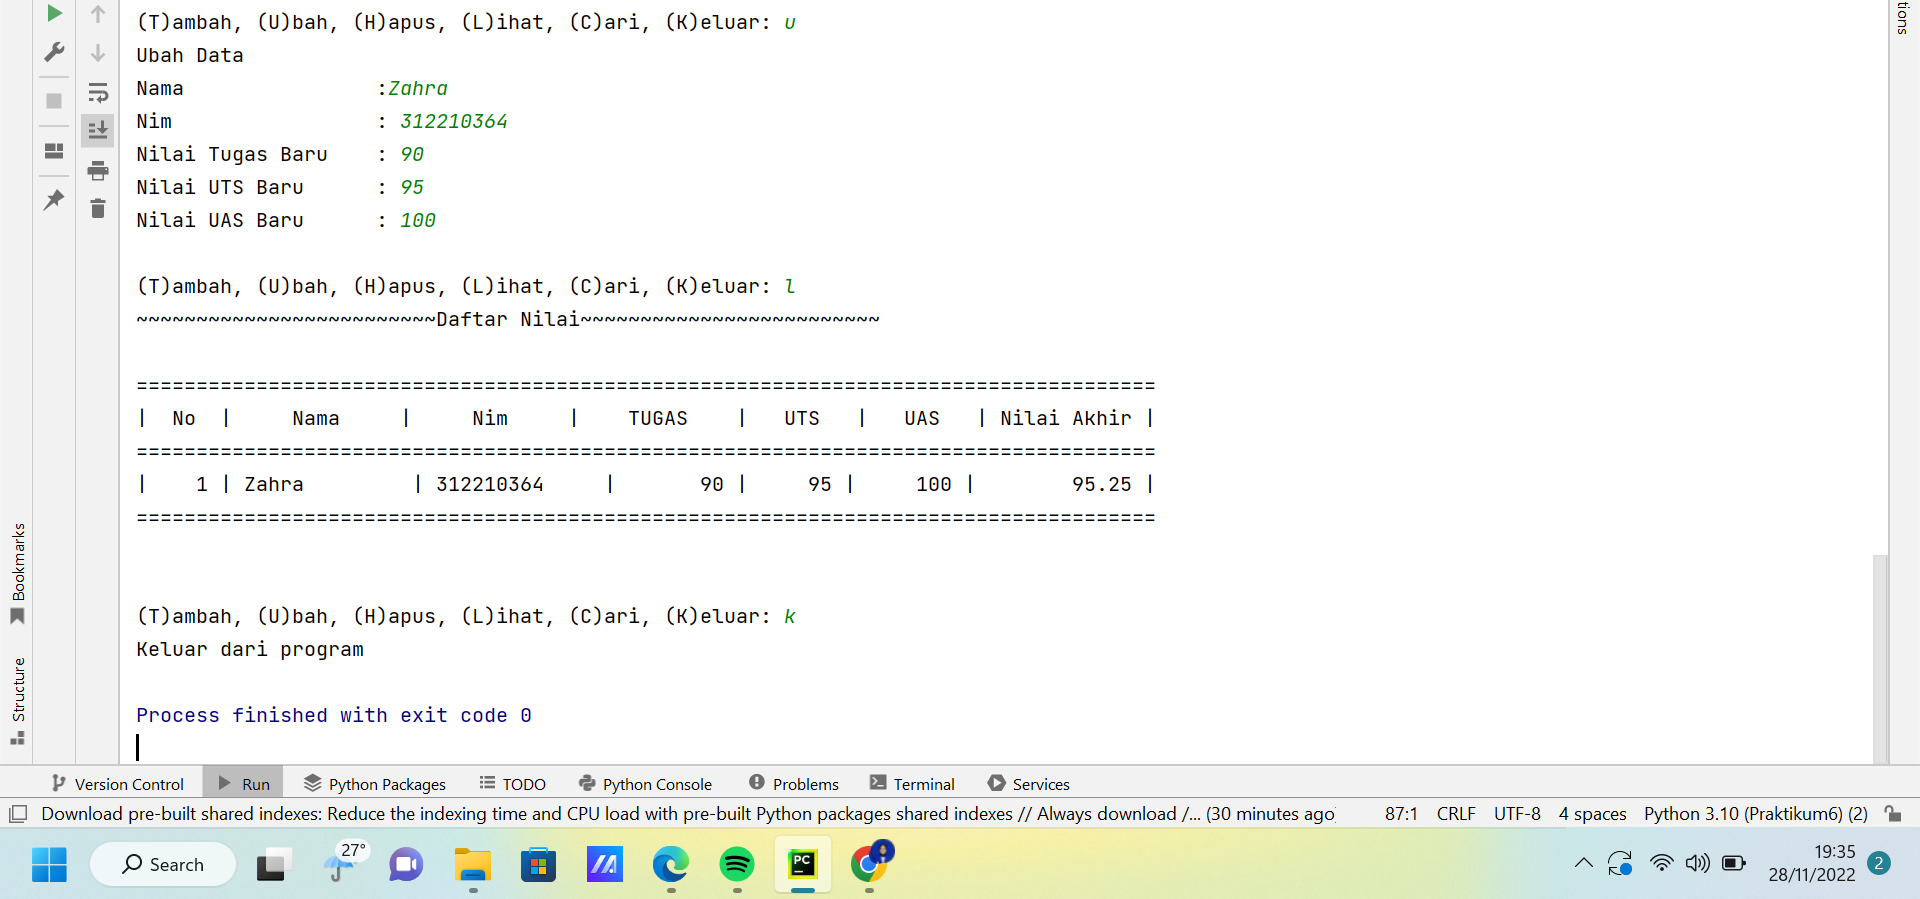 (T)ambah, (U)bah, (H)apus, (L)ihat, (C)ari, (K)eluar: u
Ubah Data
Nama                :Zahra
Nim                 : 312210364
Nilai Tugas Baru    : 90
Nilai UTS Baru      : 95
Nilai UAS Baru      : 100
(T)ambah, (U)bah, (H)apus, (L)ihat, (C)ari, (K)eluar: l
~~~~~~~~~~~~~~~~~~~~~~~~~Daftar Nilai~~~~~~~~~~~~~~~~~~~~~~~~~
=====================================================================================
|  No  |     Nama     |     Nim     |    TUGAS    |   UTS   |   UAS   | Nilai Akhir |
=====================================================================================
|    1 | Zahra         | 312210364     |       90 |     95 |     100 |        95.25 |
=====================================================================================
(T)ambah, (U)bah, (H)apus, (L)ihat, (C)ari, (K)eluar: k
Keluar dari program
Process finished with exit code 0
tions
Bookmarks
Structure
Version Control Run Python Packages TODO Python Console Problems Terminal Services
Download pre-built shared indexes: Reduce the indexing time and CPU load with pre-built Python packages shared indexes // Always download /... (30 minutes ago) 87:1 CRLF UTF-8 4 spaces Python 3.10 (Praktikum6) (2)
Search 27° PC 19:35
28/11/2022 2